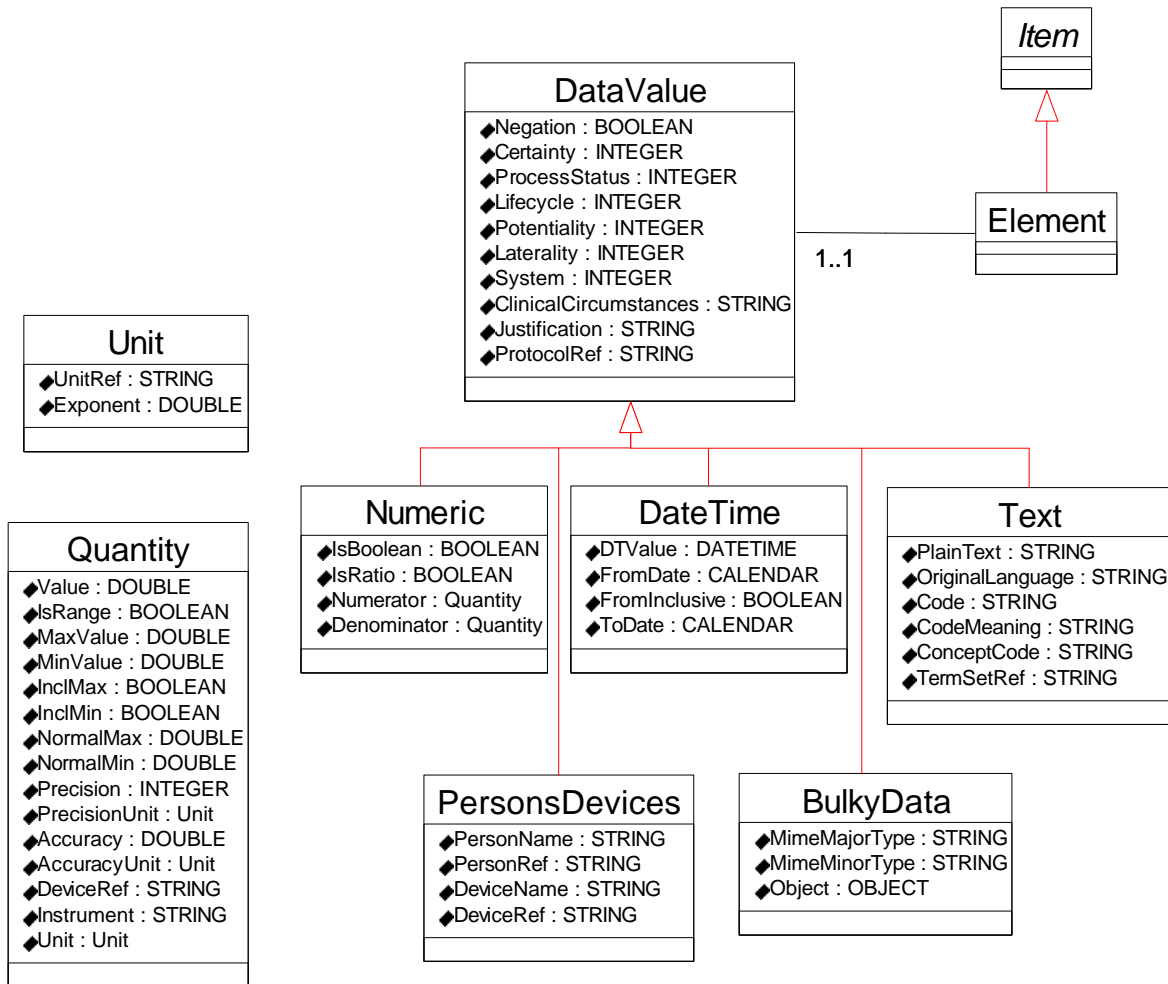 Item
DataValue
Negation : BOOLEAN
Certainty : INTEGER
ProcessStatus : INTEGER
Lifecycle : INTEGER
Potentiality : INTEGER
Laterality : INTEGER
System : INTEGER
ClinicalCircumstances : STRING
Justification : STRING
ProtocolRef : STRING
Element
1..1
Unit
UnitRef : STRING
Exponent : DOUBLE
Quantity
Value : DOUBLE
IsRange : BOOLEAN
MaxValue : DOUBLE
MinValue : DOUBLE
InclMax : BOOLEAN
InclMin : BOOLEAN
NormalMax : DOUBLE
NormalMin : DOUBLE
Precision : INTEGER
PrecisionUnit : Unit
Accuracy : DOUBLE
AccuracyUnit : Unit
DeviceRef : STRING
Instrument : STRING
Unit : Unit
Numeric
IsBoolean : BOOLEAN
IsRatio : BOOLEAN
Numerator : Quantity
Denominator : Quantity
DateTime
DTValue : DATETIME
FromDate : CALENDAR
FromInclusive : BOOLEAN
ToDate : CALENDAR
Text
PlainText : STRING
OriginalLanguage : STRING
Code : STRING
CodeMeaning : STRING
ConceptCode : STRING
TermSetRef : STRING
PersonsDevices
PersonName : STRING
PersonRef : STRING
DeviceName : STRING
DeviceRef : STRING
BulkyData
MimeMajorType : STRING
MimeMinorType : STRING
Object : OBJECT